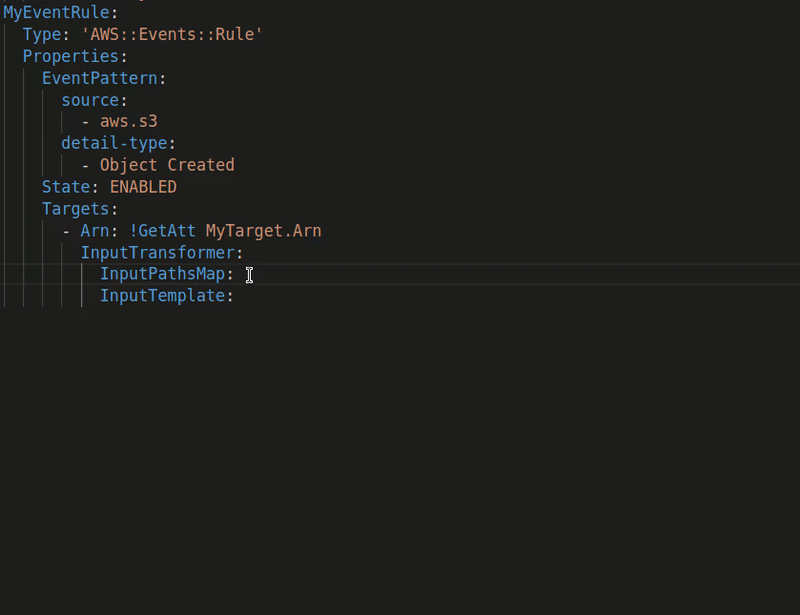 MyEventRule:
Type: 'AWS::Events::Rule'
Properties:
EventPattern:
source:
- aws.s3
detail-type:
- Object Created
State: ENABLED
Targets:
- Arn: !GetAtt MyTarget.Arn
InputTransformer:
InputPathsMap:
InputTemplate: